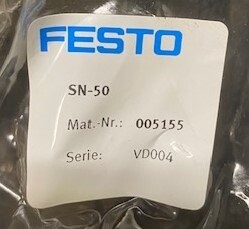 FESTO
SN-50
Mat.-Nr.: 005155
Serie: VD004